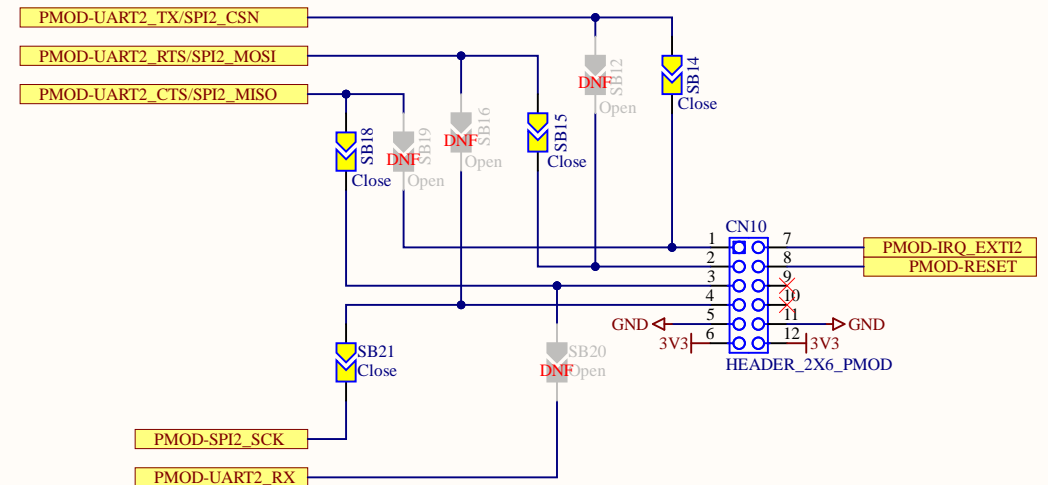 PMOD-UART2_TX/SPI2_CSN
PMOD-UART2_RTS/SPI2_MOSI
PMOD-UART2_CTS/SPI2_MISO
SB12
DNF
Open
SB14
Close
SB16
DNF
Open
SB15
Close
SB18
Close
SB19
DNF
Open
CN10
1 7
2 8
3 9
4 10
5 11
6 12
PMOD-IRQ_EXTI2
PMOD-RESET
GND
GND
3V3
3V3
HEADER_2X6_PMOD
SB21
Close
SB20
DNF
Open
PMOD-SPI2_SCK
PMOD-UART2_RX